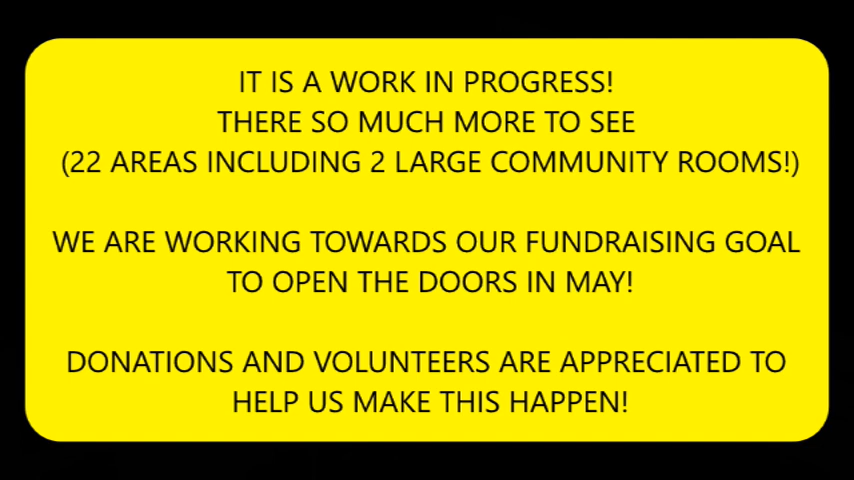 IT IS A WORK IN PROGRESS!
THERE SO MUCH MORE TO SEE
(22 AREAS INCLUDING 2 LARGE COMMUNITY ROOMS!)
WE ARE WORKING TOWARDS OUR FUNDRAISING GOAL
TO OPEN THE DOORS IN MAY!
DONATIONS AND VOLUNTEERS ARE APPRECIATED TO
HELP US MAKE THIS HAPPEN!